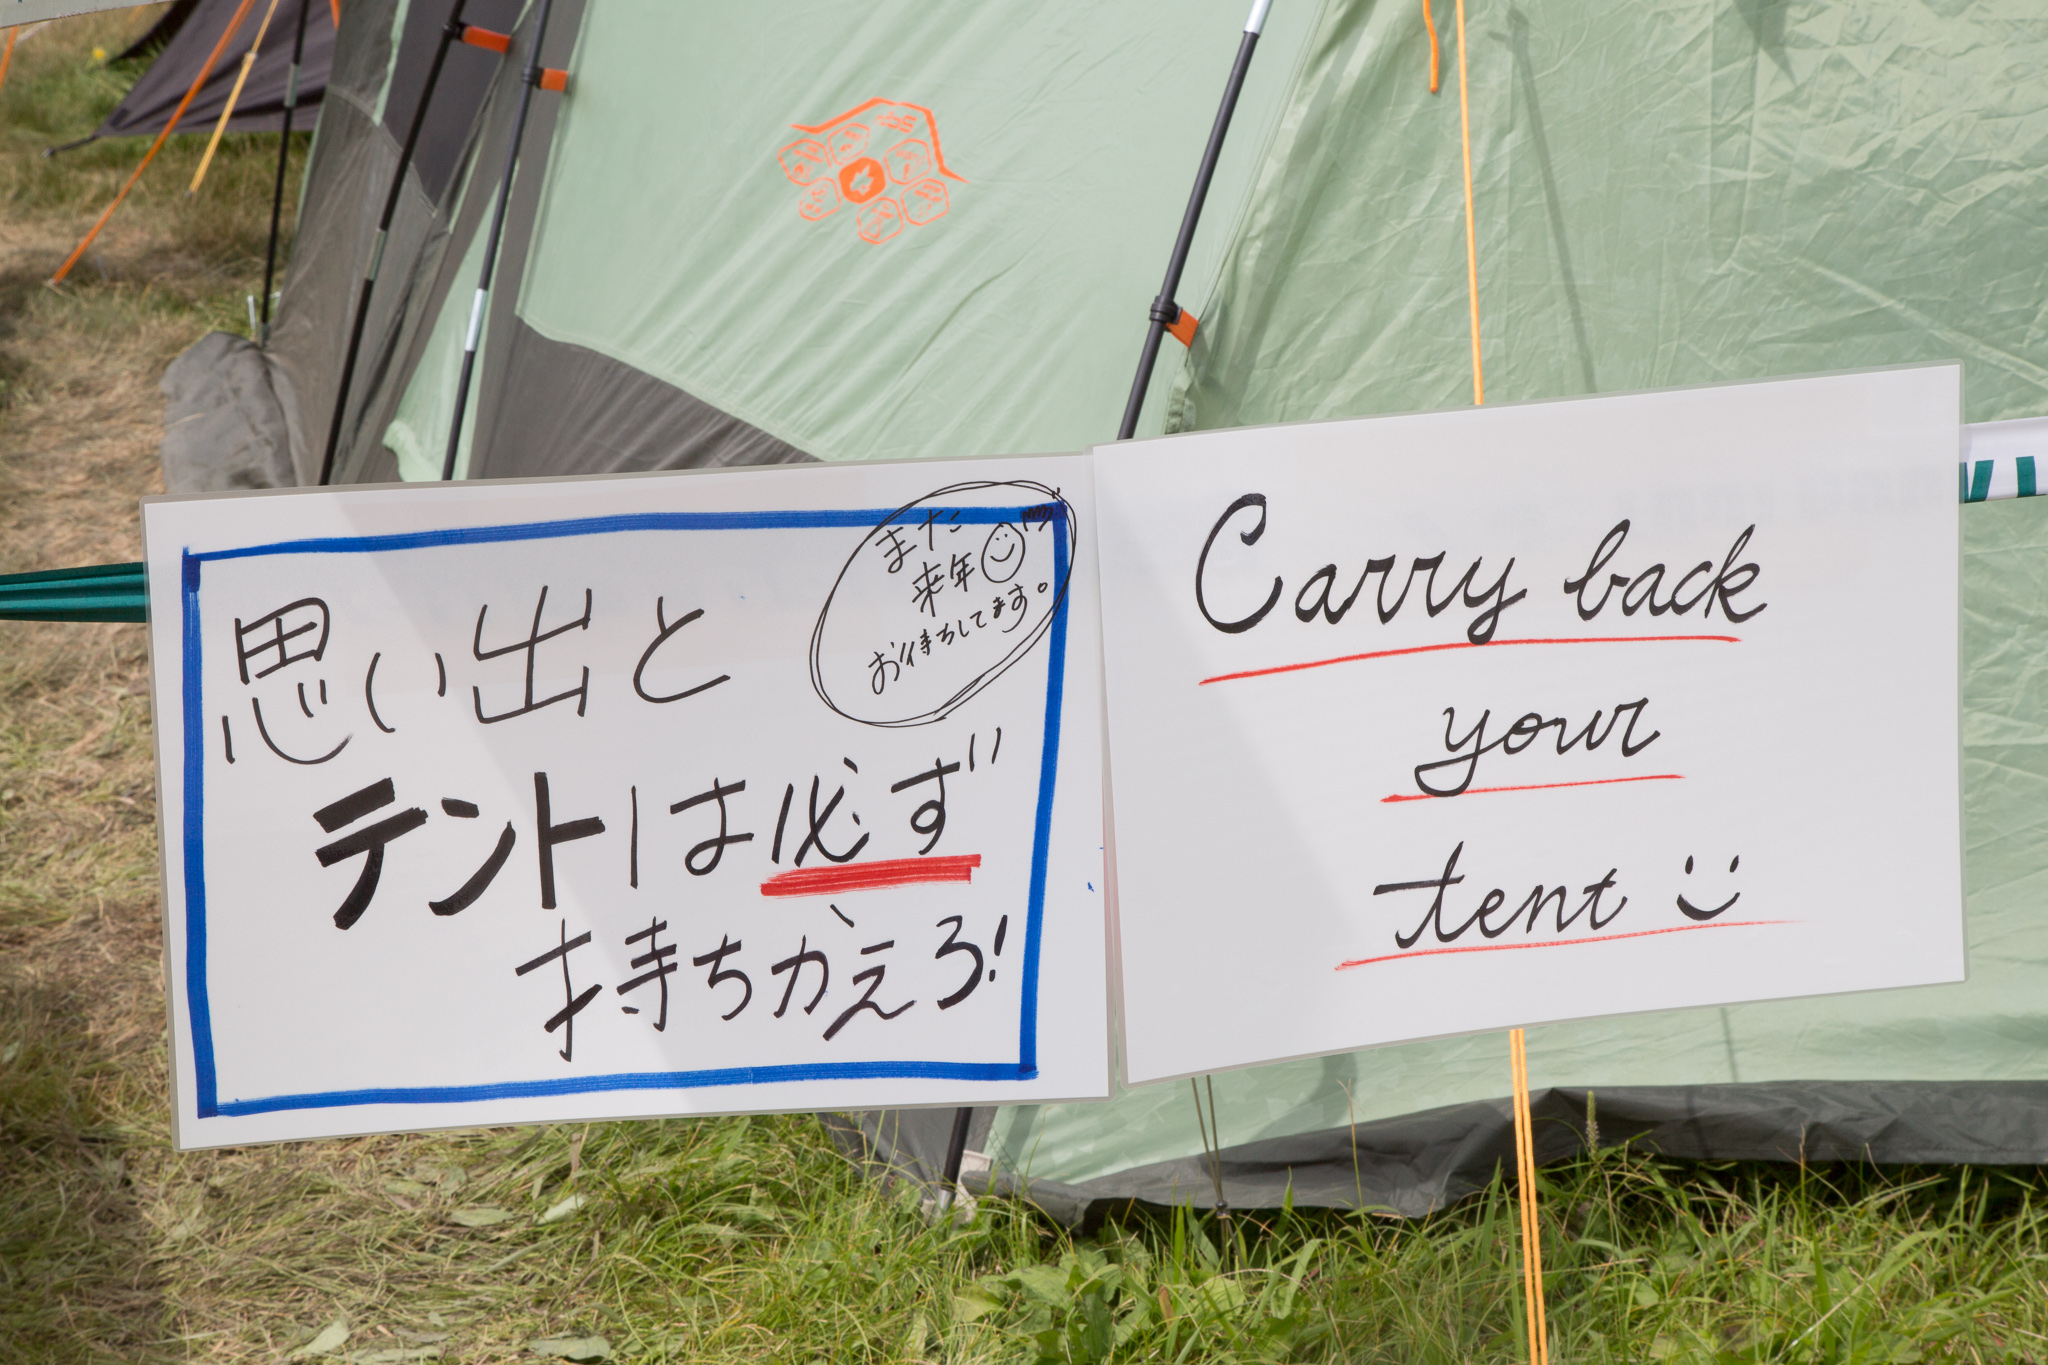 思い出と
テントは必ず
持ちかえろ!
また
来年
お待ちしてます。
Carry back
your
tent